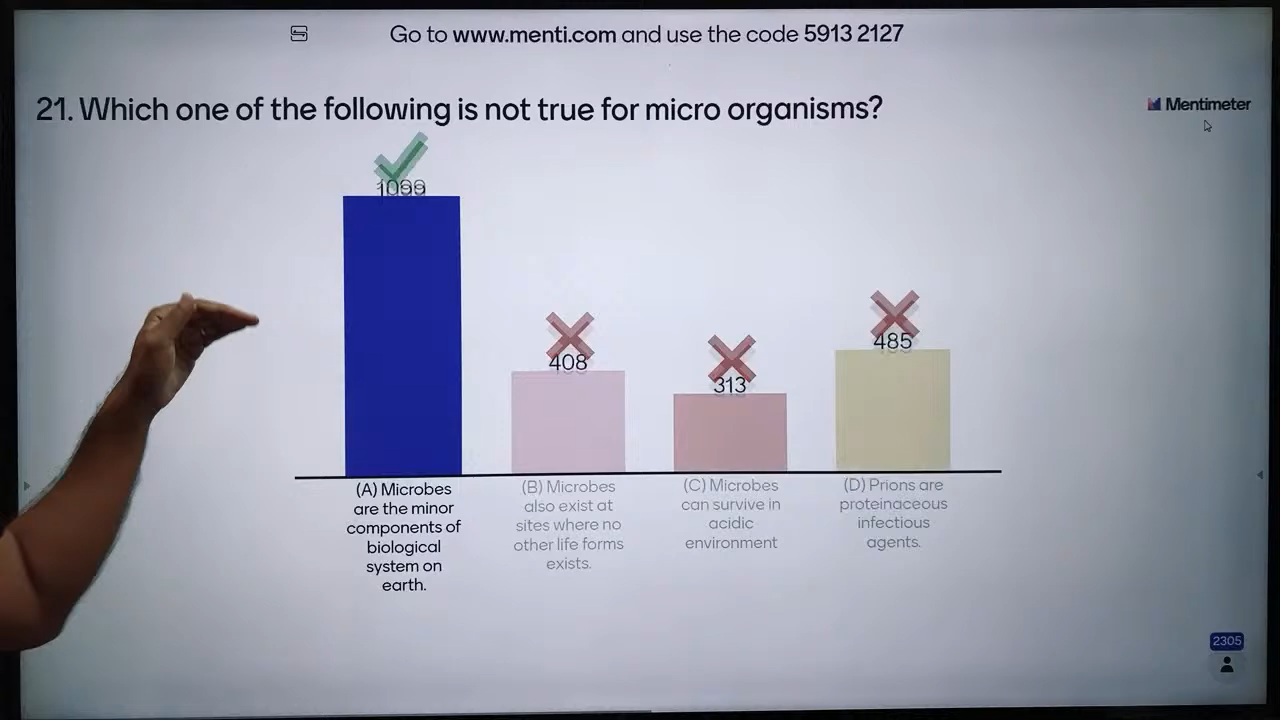 Go to www.menti.com and use the code 5913 2127
21. Which one of the following is not true for micro organisms?
Mentimeter
1099
408
313
485
(A) Microbes
are the minor
components of
biological
system on
earth.
(B) Microbes
also exist at
sites where no
other life forms
exists.
(C) Microbes
can survive in
acidic
environment
(D) Prions are
proteinaceous
infectious
agents.
2305